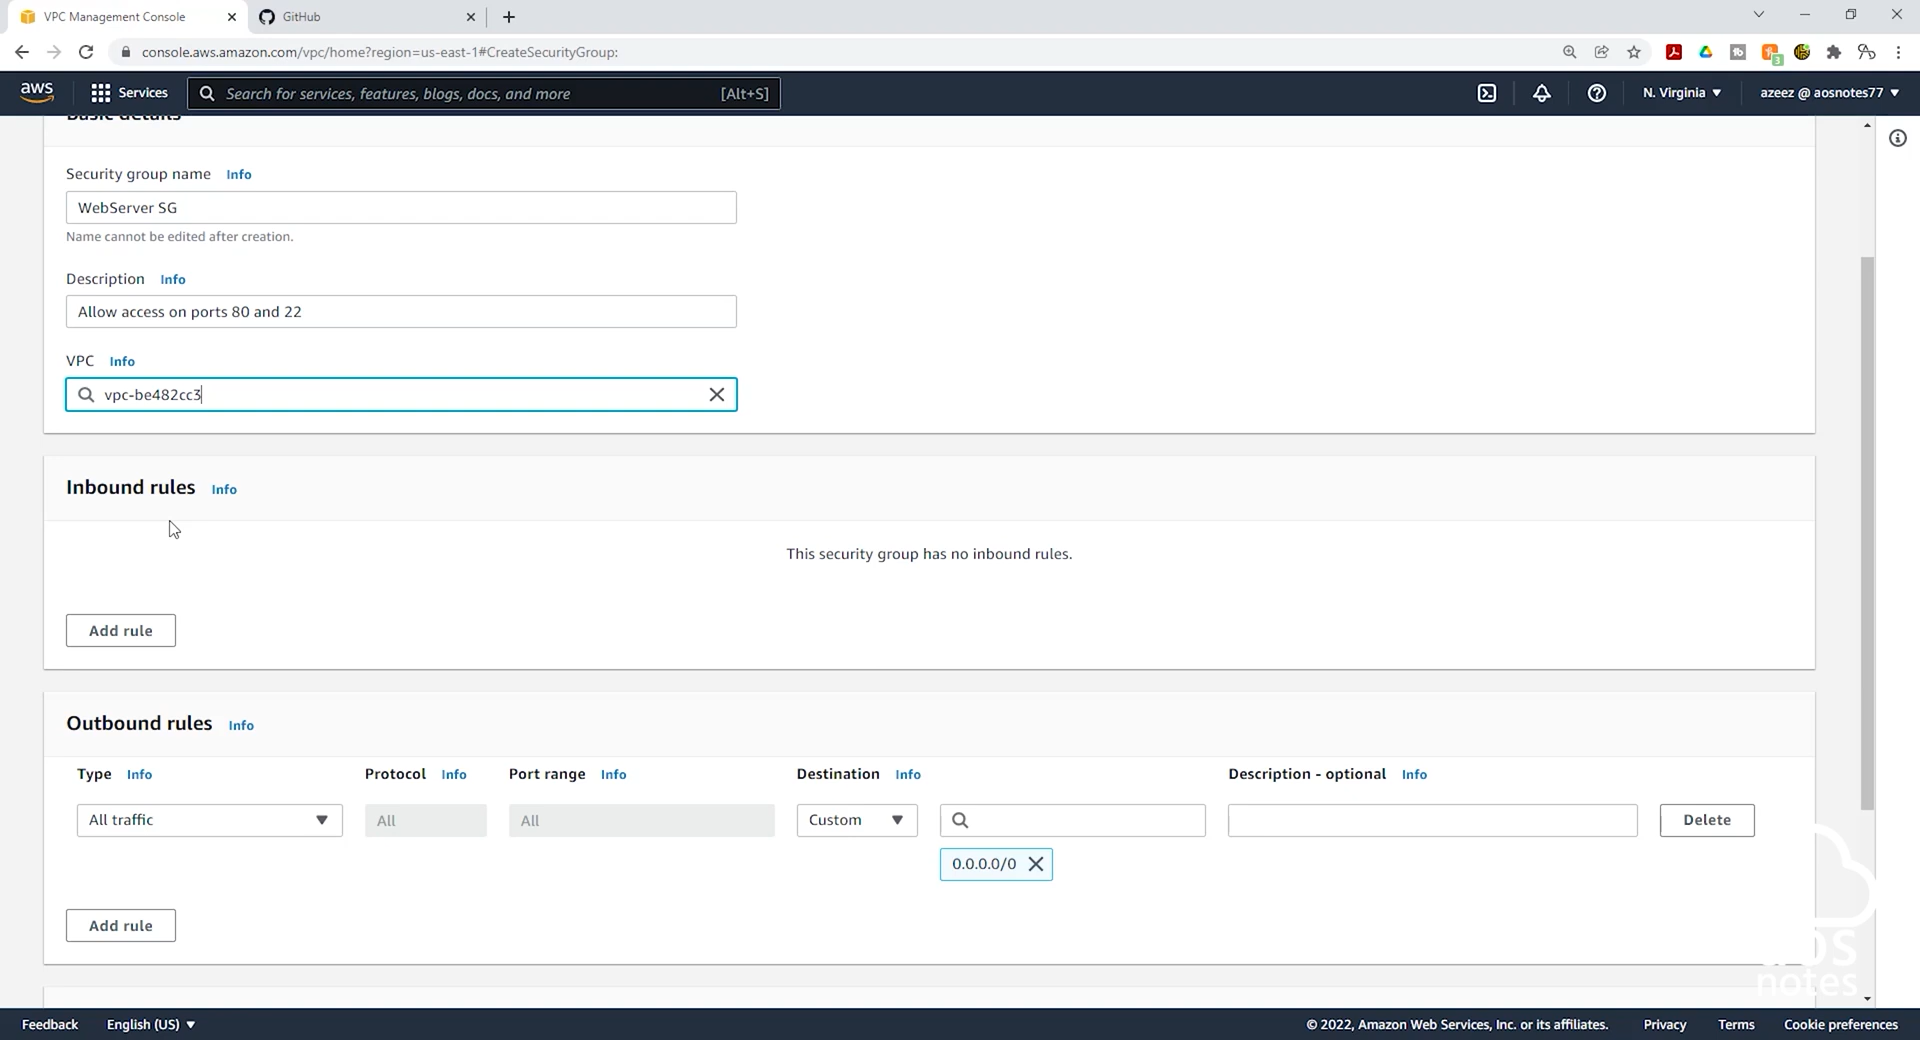 VPC Management Console
GitHub
console.aws.amazon.com/vpc/home?region=us-east-1#CreateSecurityGroup:
3
aws
Services
Search for services, features, blogs, docs, and more
[Alt+S]
N. Virginia
azeez @ aosnotes77
Basic details
Security group name Info
WebServer SG
Name cannot be edited after creation.
Description Info
Allow access on ports 80 and 22
VPC Info
vpc-be482cc3
Inbound rules Info
This security group has no inbound rules.
Add rule
Outbound rules Info
Type Info Protocol Info Port range Info Destination Info Description - optional Info
All traffic All All Custom Delete
0.0.0.0/0
Add rule
aos
notes
Feedback English (US) © 2022, Amazon Web Services, Inc. or its affiliates. Privacy Terms Cookie preferences